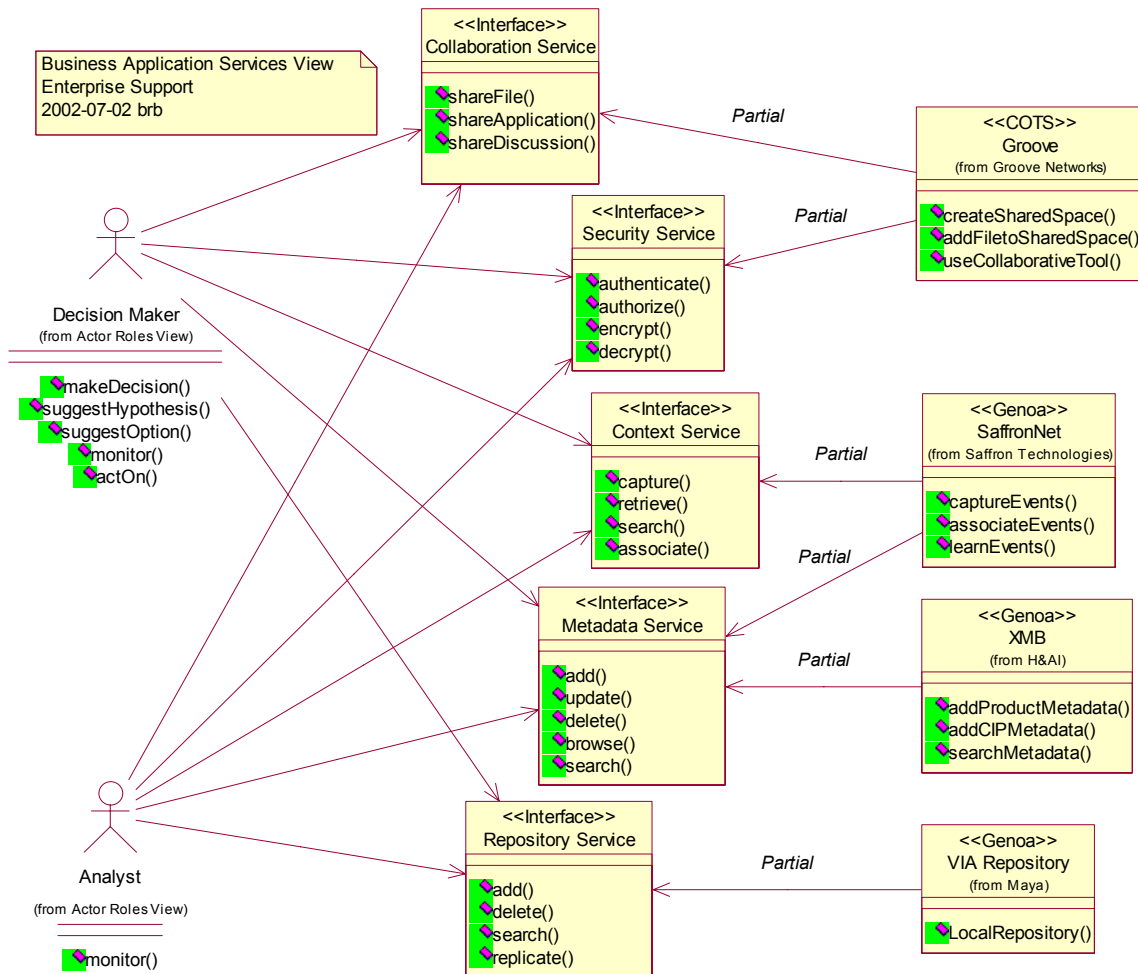 Business Application Services View
Enterprise Support
2002-07-02 brb
<<Interface>>
Collaboration Service
shareFile()
shareApplication()
shareDiscussion()
Partial
<<COTS>>
Groove
(from Groove Networks)
createSharedSpace()
addFiletoSharedSpace()
useCollaborativeTool()
<<Interface>>
Security Service
authenticate()
authorize()
encrypt()
decrypt()
Partial
Decision Maker
(from Actor Roles View)
makeDecision()
suggestHypothesis()
suggestOption()
monitor()
actOn()
<<Interface>>
Context Service
capture()
retrieve()
search()
associate()
Partial
<<Genoa>>
SaffronNet
(from Saffron Technologies)
captureEvents()
associateEvents()
learnEvents()
Partial
<<Interface>>
Metadata Service
add()
update()
delete()
browse()
search()
Partial
<<Genoa>>
XMB
(from H&AI)
addProductMetadata()
addCIPMetadata()
searchMetadata()
Analyst
(from Actor Roles View)
monitor()
<<Interface>>
Repository Service
add()
delete()
search()
replicate()
Partial
<<Genoa>>
VIA Repository
(from Maya)
LocalRepository()